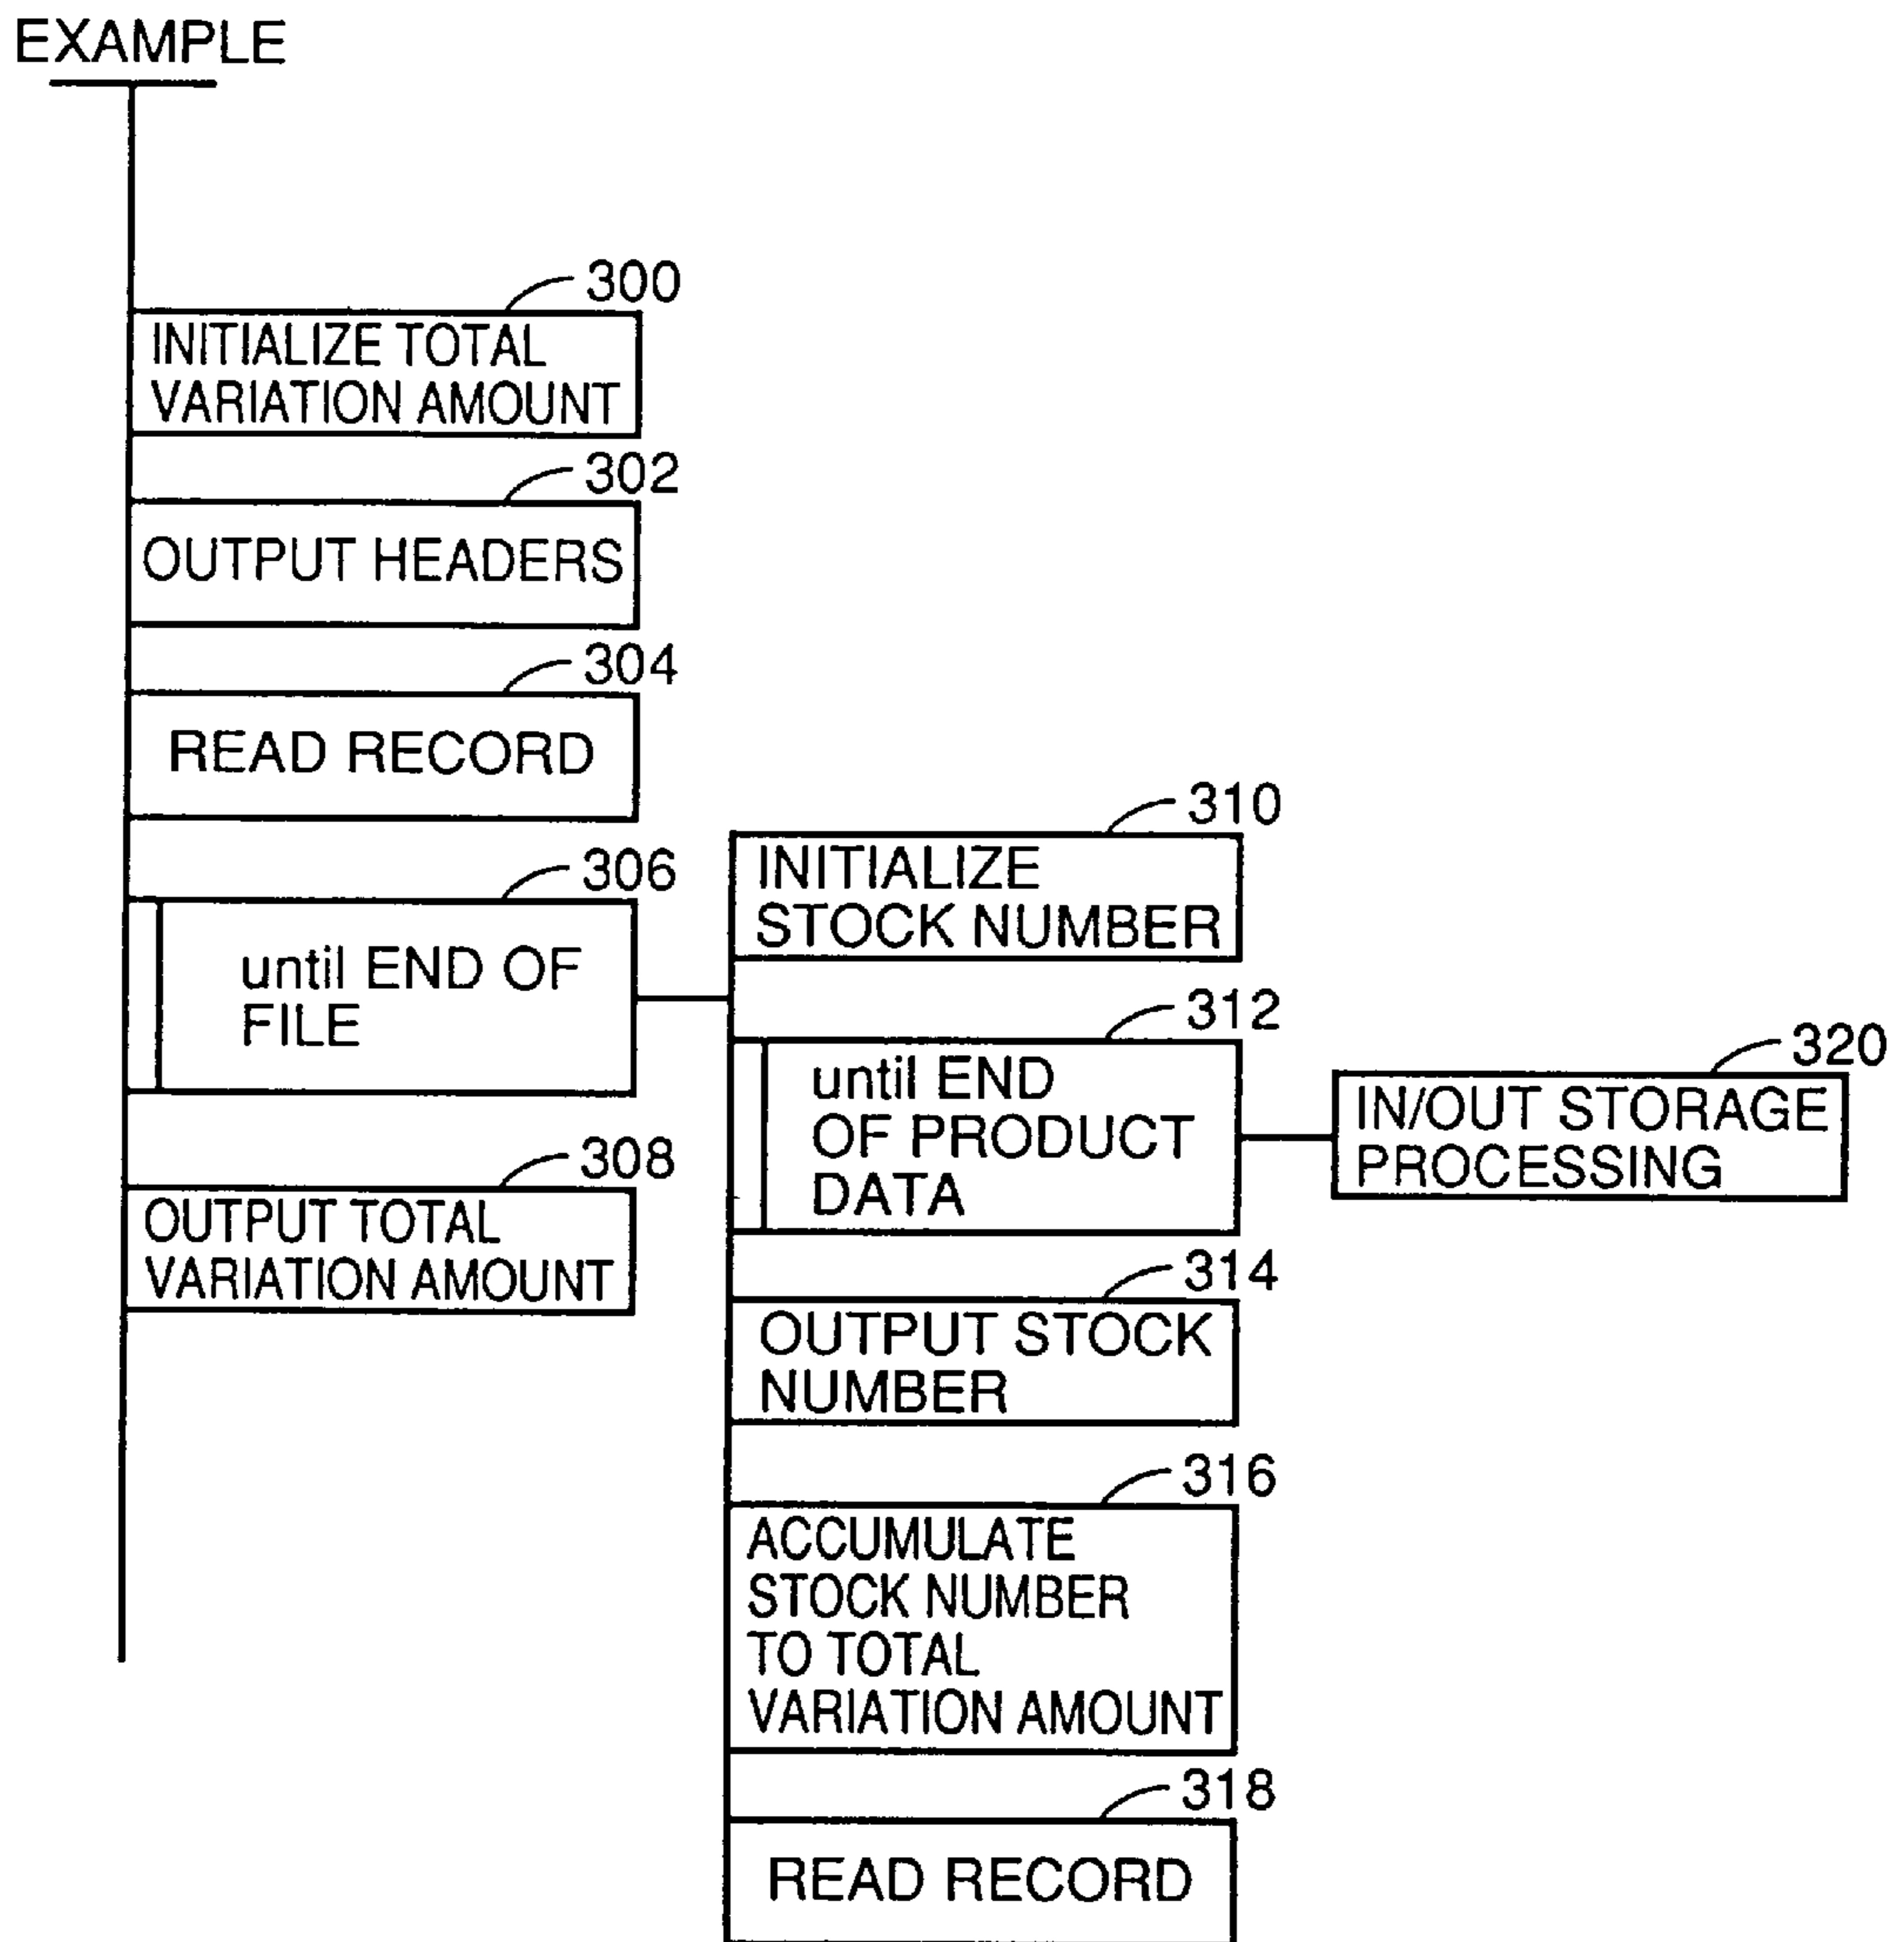 EXAMPLE
300
INITIALIZE TOTAL
VARIATION AMOUNT
302
OUTPUT HEADERS
304
READ RECORD
306
until END OF
FILE
308
OUTPUT TOTAL
VARIATION AMOUNT
310
INITIALIZE
STOCK NUMBER
312
until END
OF PRODUCT
DATA
314
OUTPUT STOCK
NUMBER
316
ACCUMULATE
STOCK NUMBER
TO TOTAL
VARIATION AMOUNT
318
READ RECORD
320
IN/OUT STORAGE
PROCESSING